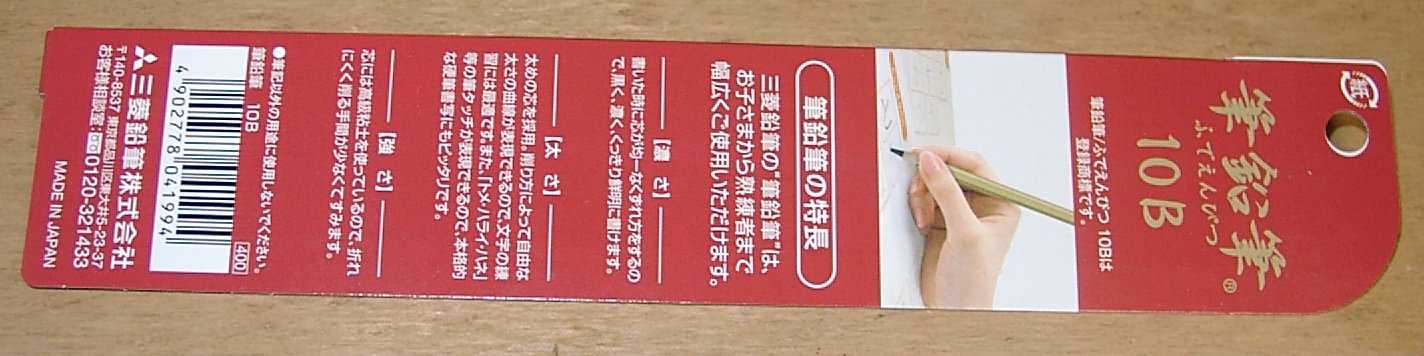 紙
筆鉛筆®
ふでえんぴつ
10B
筆鉛筆/ふでえんぴつ 10Bは
登録商標です。
筆鉛筆の特長
三菱鉛筆の"筆鉛筆"は、
お子さまから熟練者まで
幅広くご使用いただけます。
【濃 さ】
書いた時に芯が均一なくずれ方をするの
で、黒く、濃くくっきり鮮明に書けます。
【太 さ】
太めの芯を採用。削り方によって自由な
太さの曲線が表現できるので、文字の練
習には最適です。また、「トメ・ハライ・ハネ」
等の筆タッチが表現できるので、本格的
な硬筆書写にもピッタリです。
【強 さ】
芯には高級粘土を使っているので、折れ
にくく削る手間が少なくてすみます。
●筆記以外の用途に使用しないでください。
筆鉛筆 10B
400
4 902778 041994
三菱鉛筆株式会社
〒140-8537 東京都品川区東大井5-23-37
お客様相談室:0120-321433
MADE IN JAPAN